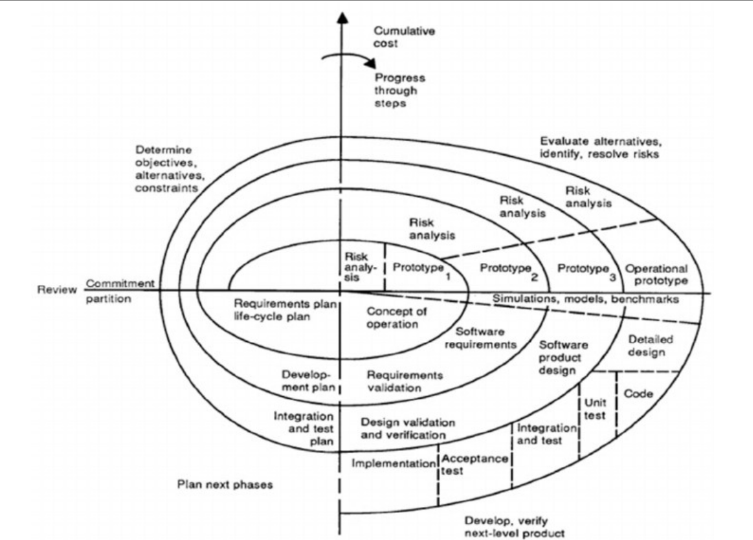 Cumulative
cost
Progress
through
steps
Determine
objectives,
alternatives,
constraints
Evaluate alternatives,
identify, resolve risks
Risk
analysis
Risk
analysis
Risk
analysis
Risk
analy-
sis
Prototype 1
Prototype 2
Prototype 3
Operational
prototype
Review
Commitment
partition
Simulations, models, benchmarks
Requirements plan
life-cycle plan
Concept of
operation
Software
requirements
Software
product
design
Detailed
design
Develop-
ment plan
Requirements
validation
Code
Unit
test
Integration
and test
plan
Design validation
and verification
Integration
and test
Implementation
Acceptance
test
Plan next phases
Develop, verify
next-level product